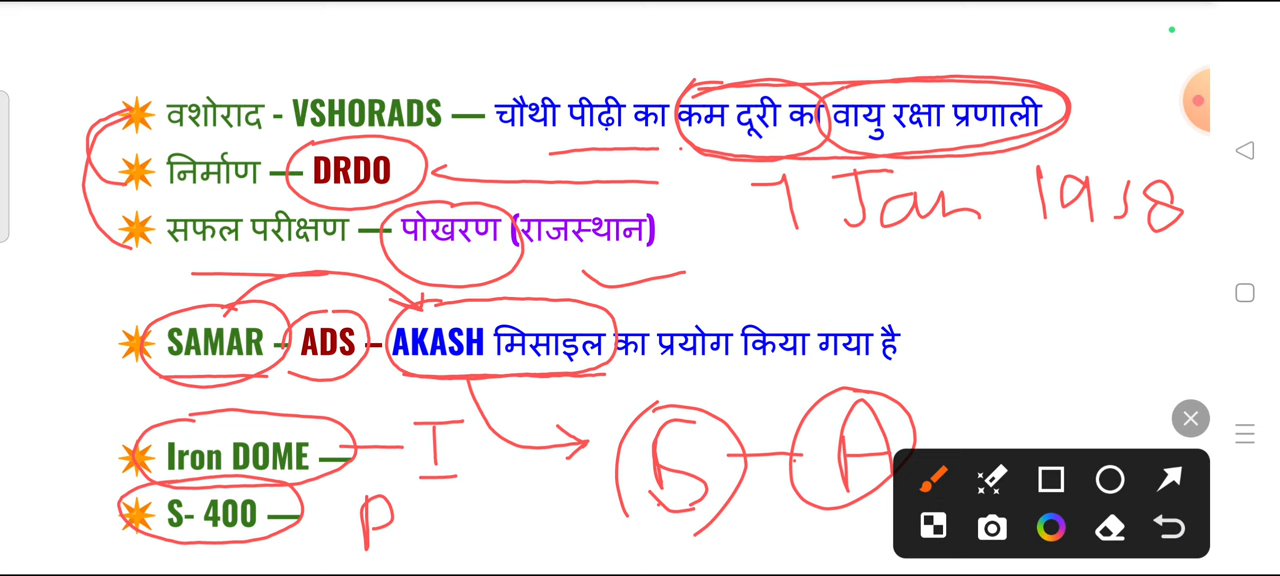 वशोराद - VSHORADS — चौथी पीढ़ी का कम दूरी का वायु रक्षा प्रणाली
निर्माण — DRDO
1 Jan 1958
सफल परीक्षण — पोखरण (राजस्थान)
SAMAR - ADS - AKASH मिसाइल का प्रयोग किया गया है
Iron DOME — I
S - A
S- 400 —